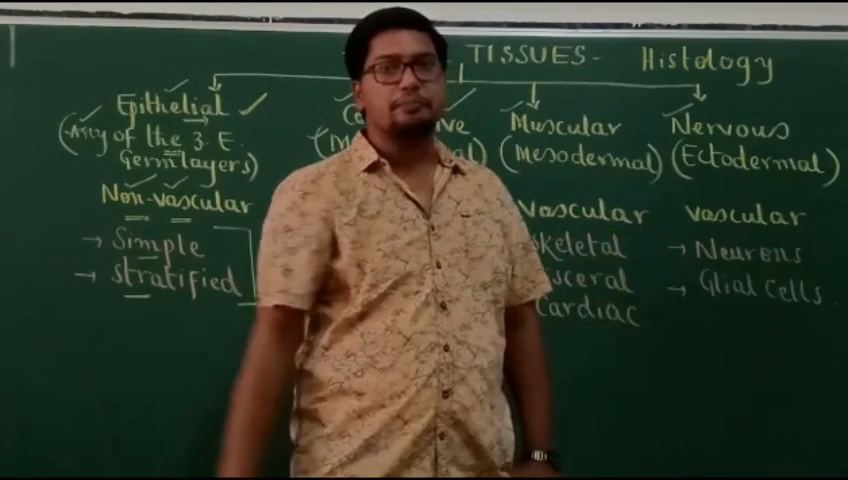 TISSUES- Histology
Epithelial Muscular Nervous
(Any of the 3 E. (Mesodermal) (Ectodermal)
Germ layers)
Non-vascular vascular vascular
→ Simple skeletal → Neurons
→ stratified → Glial cells
Cardiac